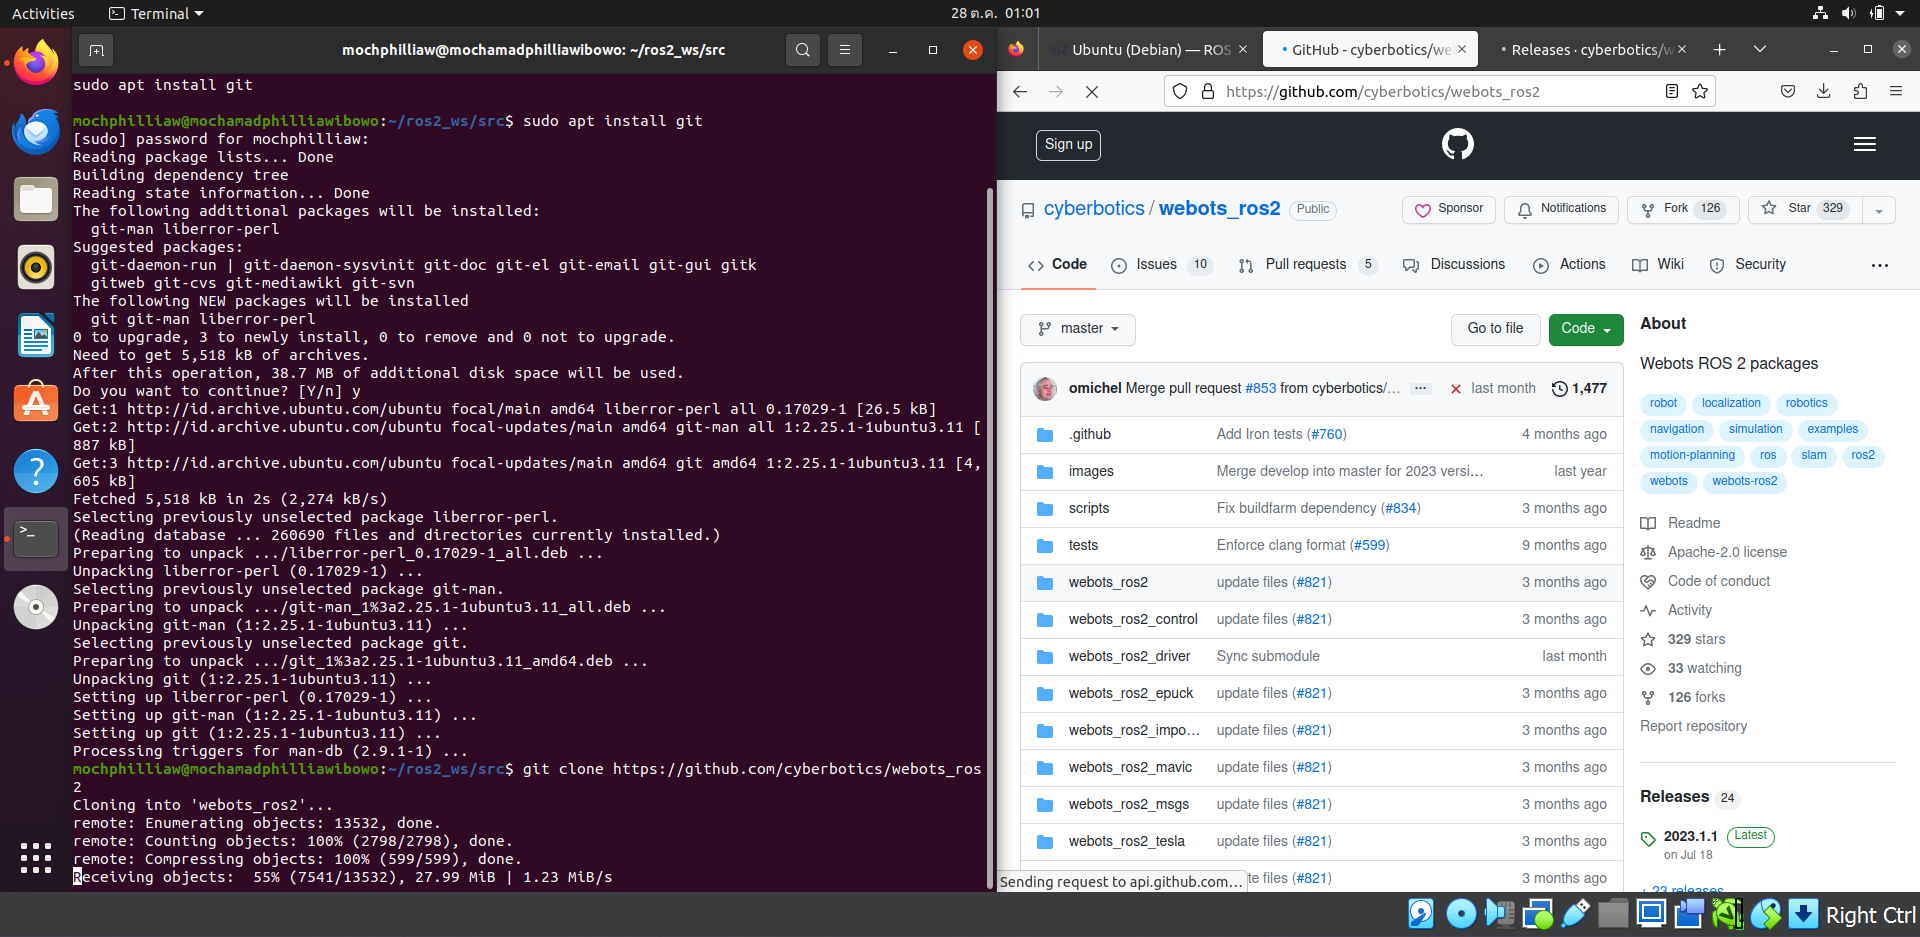 Activities
Terminal
28 ต.ค. 01:01
mochphilliaw@mochamadphilliawibowo: ~/ros2_ws/src
sudo apt install git
mochphilliaw@mochamadphilliawibowo:~/ros2_ws/src$ sudo apt install git
[sudo] password for mochphilliaw:
Reading package lists... Done
Building dependency tree
Reading state information... Done
The following additional packages will be installed:
git-man liberror-perl
Suggested packages:
git-daemon-run | git-daemon-sysvinit git-doc git-el git-email git-gui gitk
gitweb git-cvs git-mediawiki git-svn
The following NEW packages will be installed
git git-man liberror-perl
0 to upgrade, 3 to newly install, 0 to remove and 0 not to upgrade.
Need to get 5,518 kB of archives.
After this operation, 38.7 MB of additional disk space will be used.
Do you want to continue? [Y/n] y
Get:1 http://id.archive.ubuntu.com/ubuntu focal/main amd64 liberror-perl all 0.17029-1 [26.5 kB]
Get:2 http://id.archive.ubuntu.com/ubuntu focal-updates/main amd64 git-man all 1:2.25.1-1ubuntu3.11 [
887 kB]
Get:3 http://id.archive.ubuntu.com/ubuntu focal-updates/main amd64 git amd64 1:2.25.1-1ubuntu3.11 [4,
605 kB]
Fetched 5,518 kB in 2s (2,274 kB/s)
Selecting previously unselected package liberror-perl.
(Reading database ... 260690 files and directories currently installed.)
Preparing to unpack .../liberror-perl_0.17029-1_all.deb ...
Unpacking liberror-perl (0.17029-1) ...
Selecting previously unselected package git-man.
Preparing to unpack .../git-man_1%3a2.25.1-1ubuntu3.11_all.deb ...
Unpacking git-man (1:2.25.1-1ubuntu3.11) ...
Selecting previously unselected package git.
Preparing to unpack .../git_1%3a2.25.1-1ubuntu3.11_amd64.deb ...
Unpacking git (1:2.25.1-1ubuntu3.11) ...
Setting up liberror-perl (0.17029-1) ...
Setting up git-man (1:2.25.1-1ubuntu3.11) ...
Setting up git (1:2.25.1-1ubuntu3.11) ...
Processing triggers for man-db (2.9.1-1) ...
mochphilliaw@mochamadphilliawibowo:~/ros2_ws/src$ git clone https://github.com/cyberbotics/webots_ros
2
Cloning into 'webots_ros2'...
remote: Enumerating objects: 13532, done.
remote: Counting objects: 100% (2798/2798), done.
remote: Compressing objects: 100% (599/599), done.
Receiving objects:  55% (7541/13532), 27.99 MiB | 1.23 MiB/s
Ubuntu (Debian) — ROS
GitHub - cyberbotics/we
Releases · cyberbotics/w
https://github.com/cyberbotics/webots_ros2
Sign up
cyberbotics / webots_ros2 Public
Sponsor
Notifications
Fork 126
Star 329
Code
Issues 10
Pull requests 5
Discussions
Actions
Wiki
Security
master
Go to file
Code
omichel Merge pull request #853 from cyberbotics/... last month 1,477
.github Add Iron tests (#760) 4 months ago
images Merge develop into master for 2023 versi... last year
scripts Fix buildfarm dependency (#834) 3 months ago
tests Enforce clang format (#599) 9 months ago
webots_ros2 update files (#821) 3 months ago
webots_ros2_control update files (#821) 3 months ago
webots_ros2_driver Sync submodule last month
webots_ros2_epuck update files (#821) 3 months ago
webots_ros2_impo... update files (#821) 3 months ago
webots_ros2_mavic update files (#821) 3 months ago
webots_ros2_msgs update files (#821) 3 months ago
webots_ros2_tesla update files (#821) 3 months ago
te files (#821) 3 months ago
Sending request to api.github.com...
About
Webots ROS 2 packages
robot localization robotics
navigation simulation examples
motion-planning ros slam ros2
webots webots-ros2
Readme
Apache-2.0 license
Code of conduct
Activity
329 stars
33 watching
126 forks
Report repository
Releases 24
2023.1.1 Latest
on Jul 18
+ 23 releases
Right Ctrl